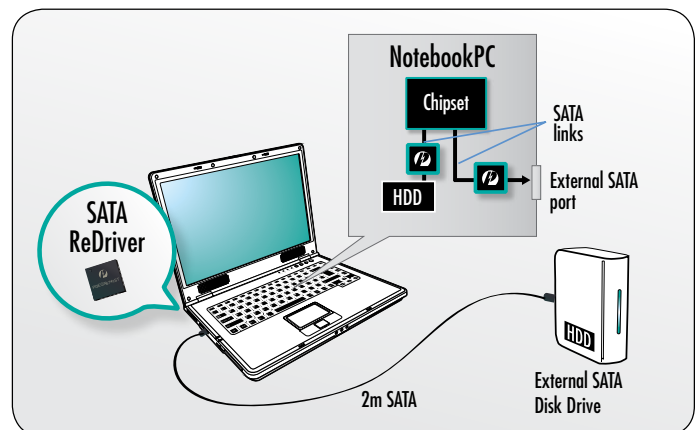 NotebookPC
Chipset
SATA
links
HDD
External SATA
port
SATA
ReDriver
HDD
2m SATA
External SATA
Disk Drive